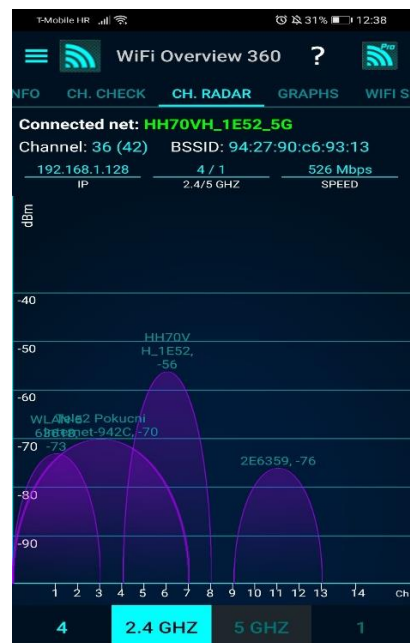 T-Mobile HR 31% 12:38
WiFi Overview 360 ? Pro
NFO CH. CHECK CH. RADAR GRAPHS WIFI S
Connected net: HH70VH_1E52_5G
Channel: 36 (42) BSSID: 94:27:90:c6:93:13
192.168.1.128 4 / 1 526 Mbps
IP 2.4/5 GHZ SPEED
dBm
-40
-50
HH70V
H_1E52,
-56
-60
Tele2 Pokucni
Internet-942C, -70
-70
-73
2E6359, -76
-80
-90
1 2 3 4 5 6 7 8 9 10 11 12 13 14 Ch
4 2.4 GHZ 5 GHZ 1